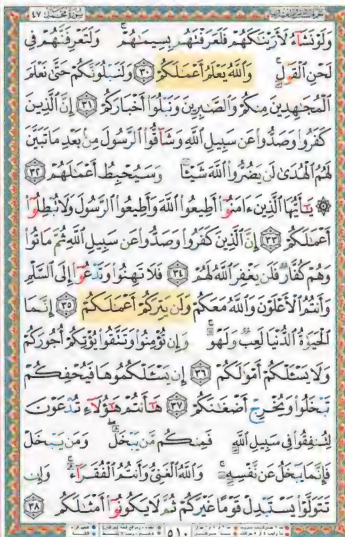 سورة محمد ٤٧
وَلَوْ نَشَآءُ لَأَرَيْنَٰكَهُمْ فَلَعَرَفْتَهُم بِسِيمَٰهُمْ ۚ وَلَتَعْرِفَنَّهُمْ فِى
لَحْنِ ٱلْقَوْلِ ۚ وَٱللَّهُ يَعْلَمُ أَعْمَٰلَكُمْ ﴿٣٠﴾ وَلَنَبْلُوَنَّكُمْ حَتَّىٰ نَعْلَمَ
ٱلْمُجَٰهِدِينَ مِنكُمْ وَٱلصَّٰبِرِينَ وَنَبْلُوَا۟ أَخْبَارَكُمْ ﴿٣١﴾ إِنَّ ٱلَّذِينَ
كَفَرُوا۟ وَصَدُّوا۟ عَن سَبِيلِ ٱللَّهِ وَشَآقُّوا۟ ٱلرَّسُولَ مِنۢ بَعْدِ مَا تَبَيَّنَ
لَهُمُ ٱلْهُدَىٰ لَن يَضُرُّوا۟ ٱللَّهَ شَيْـًٔا وَسَيُحْبِطُ أَعْمَٰلَهُمْ ﴿٣٢﴾
۞ يَٰٓأَيُّهَا ٱلَّذِينَ ءَامَنُوٓا۟ أَطِيعُوا۟ ٱللَّهَ وَأَطِيعُوا۟ ٱلرَّسُولَ وَلَا تُبْطِلُوٓا۟
أَعْمَٰلَكُمْ ﴿٣٣﴾ إِنَّ ٱلَّذِينَ كَفَرُوا۟ وَصَدُّوا۟ عَن سَبِيلِ ٱللَّهِ ثُمَّ مَاتُوا۟
وَهُمْ كُفَّارٌ فَلَن يَغْفِرَ ٱللَّهُ لَهُمْ ﴿٣٤﴾ فَلَا تَهِنُوا۟ وَتَدْعُوٓا۟ إِلَى ٱلسَّلْمِ
وَأَنتُمُ ٱلْأَعْلَوْنَ وَٱللَّهُ مَعَكُمْ وَلَن يَتِرَكُمْ أَعْمَٰلَكُمْ ﴿٣٥﴾ إِنَّمَا
ٱلْحَيَوٰةُ ٱلدُّنْيَا لَعِبٌ وَلَهْوٌ ۚ وَإِن تُؤْمِنُوا۟ وَتَتَّقُوا۟ يُؤْتِكُمْ أُجُورَكُمْ
وَلَا يَسْـَٔلْكُمْ أَمْوَٰلَكُمْ ﴿٣٦﴾ إِن يَسْـَٔلْكُمُوهَا فَيُحْفِكُمْ
تَبْخَلُوا۟ وَيُخْرِجْ أَضْغَٰنَكُمْ ﴿٣٧﴾ هَٰٓأَنتُمْ هَٰٓؤُلَآءِ تُدْعَوْنَ
لِتُنفِقُوا۟ فِى سَبِيلِ ٱللَّهِ فَمِنكُم مَّن يَبْخَلُ ۖ وَمَن يَبْخَلْ
فَإِنَّمَا يَبْخَلُ عَن نَّفْسِهِۦ ۚ وَٱللَّهُ ٱلْغَنِىُّ وَأَنتُمُ ٱلْفُقَرَآءُ ۚ وَإِن
تَتَوَلَّوْا۟ يَسْتَبْدِلْ قَوْمًا غَيْرَكُمْ ثُمَّ لَا يَكُونُوٓا۟ أَمْثَٰلَكُم ﴿٣٨﴾
٥١٠